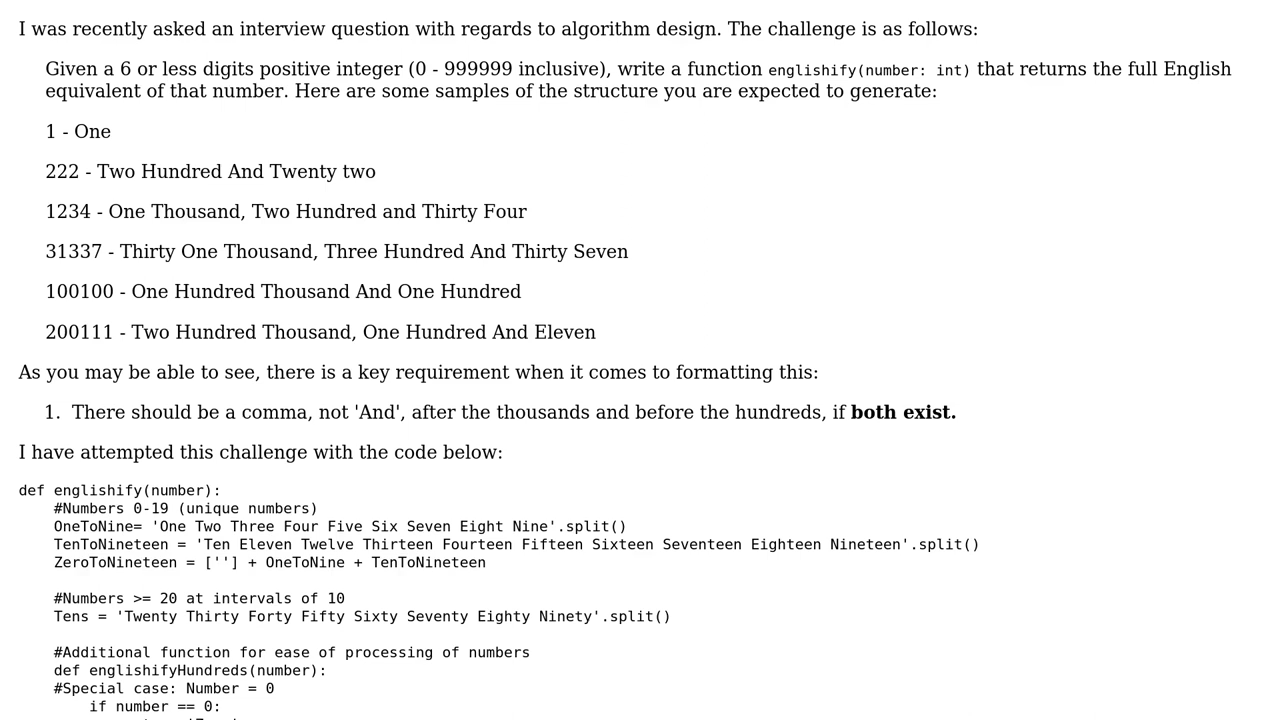 I was recently asked an interview question with regards to algorithm design. The challenge is as follows:
Given a 6 or less digits positive integer (0 - 999999 inclusive), write a function englishify(number: int) that returns the full English
equivalent of that number. Here are some samples of the structure you are expected to generate:
1 - One
222 - Two Hundred And Twenty two
1234 - One Thousand, Two Hundred and Thirty Four
31337 - Thirty One Thousand, Three Hundred And Thirty Seven
100100 - One Hundred Thousand And One Hundred
200111 - Two Hundred Thousand, One Hundred And Eleven
As you may be able to see, there is a key requirement when it comes to formatting this:
1. There should be a comma, not 'And', after the thousands and before the hundreds, if both exist.
I have attempted this challenge with the code below:
def englishify(number):
    #Numbers 0-19 (unique numbers)
    OneToNine= 'One Two Three Four Five Six Seven Eight Nine'.split()
    TenToNineteen = 'Ten Eleven Twelve Thirteen Fourteen Fifteen Sixteen Seventeen Eighteen Nineteen'.split()
    ZeroToNineteen = [''] + OneToNine + TenToNineteen
    #Numbers >= 20 at intervals of 10
    Tens = 'Twenty Thirty Forty Fifty Sixty Seventy Eighty Ninety'.split()
    #Additional function for ease of processing of numbers
    def englishifyHundreds(number):
    #Special case: Number = 0
        if number == 0: